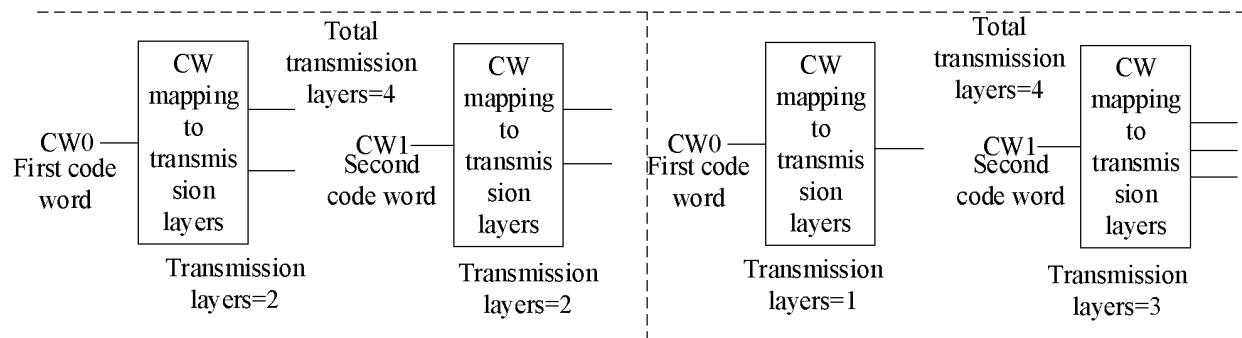 Total
transmission
layers=4
CW
mapping
to
transmis
sion
layers
CW0
First code
word
Transmission
layers=2
CW
mapping
to
transmis
sion
layers
CW1
Second
code word
Transmission
layers=2
Total
transmission
layers=4
CW
mapping
to
transmis
sion
layers
CW0
First code
word
Transmission
layers=1
CW
mapping
to
transmis
sion
layers
CW1
Second
code word
Transmission
layers=3